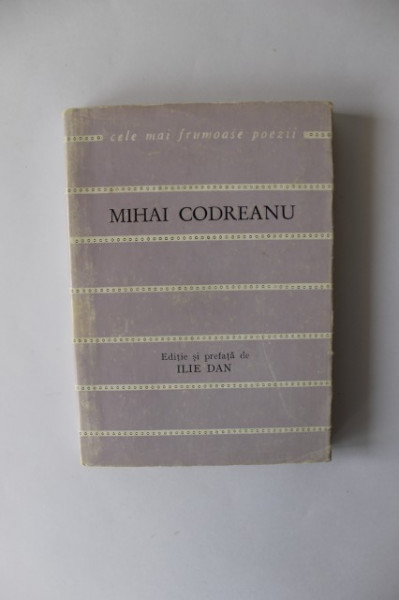 cele mai frumoase poezii
MIHAI CODREANU
Ediție și prefață de
ILIE DAN